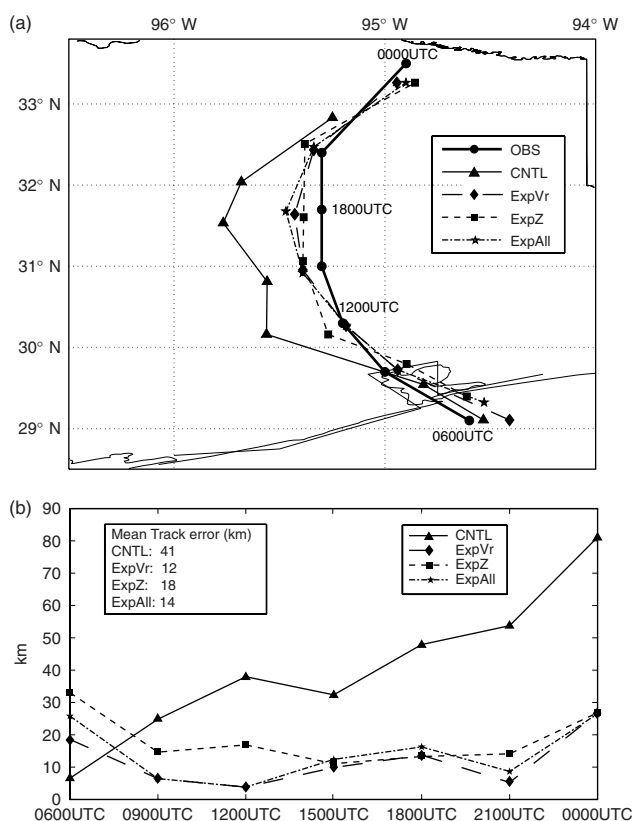 (a)
96° W
95° W
94° W
0000UTC
33° N
OBS
CNTL
ExpVr
ExpZ
ExpAll
32° N
1800UTC
31° N
1200UTC
30° N
29° N
0600UTC
(b)
90
80
70
60
50
40
30
20
10
0
km
Mean Track error (km)
CNTL: 41
ExpVr: 12
ExpZ: 18
ExpAll: 14
CNTL
ExpVr
ExpZ
ExpAll
0600UTC 0900UTC 1200UTC 1500UTC 1800UTC 2100UTC 0000UTC